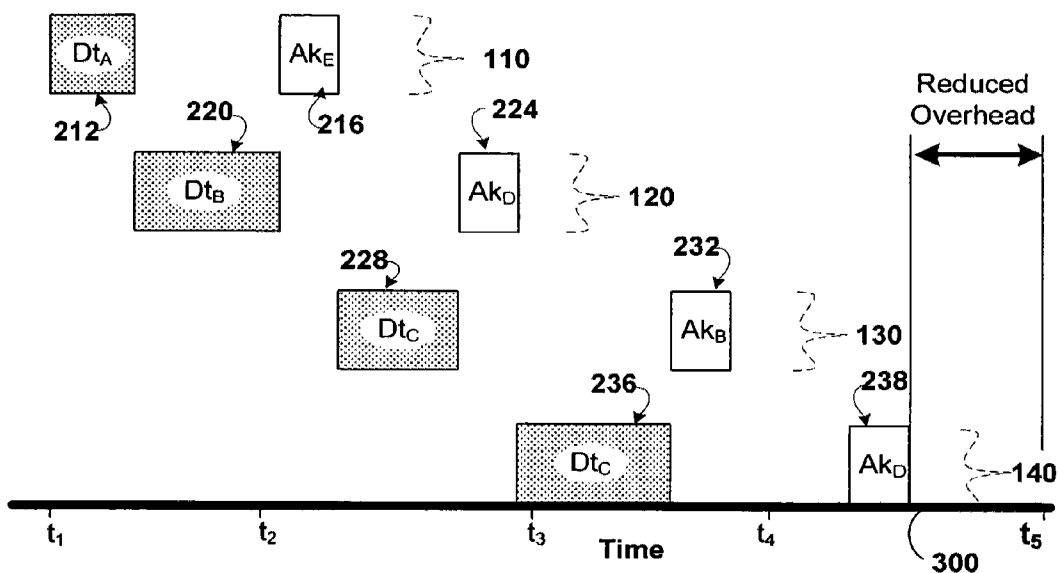 Dt_A
Ak_E
110
Reduced
Overhead
212
220
216
224
Dt_B
Ak_D
120
228
232
Dt_C
Ak_B
130
236
238
Dt_C
Ak_D
140
t_1
t_2
t_3
t_4
t_5
Time
300